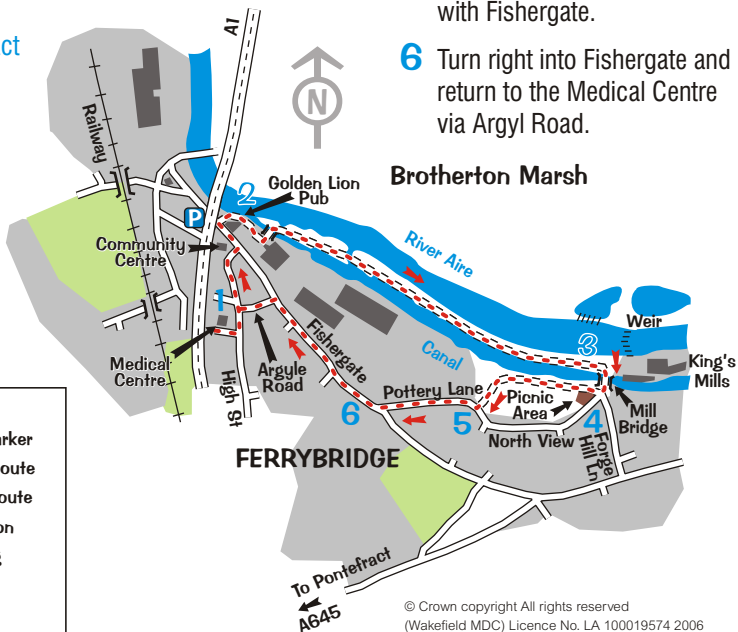 act
with Fishergate.
6 Turn right into Fishergate and
return to the Medical Centre
via Argyl Road.
A1
N
Railway
Brotherton Marsh
2
Golden Lion
Pub
P
Community
Centre
River Aire
1
Medical
Centre
Argyle
Road
High St
Fishergate
Canal
3
Weir
King's
Mills
Mill
Bridge
Pottery Lane
Picnic
Area
4
5
6
North View
Forge
Hill Ln
FERRYBRIDGE
arker
oute
oute
on
To Pontefract
A645
© Crown copyright All rights reserved
(Wakefield MDC) Licence No. LA 100019574 2006